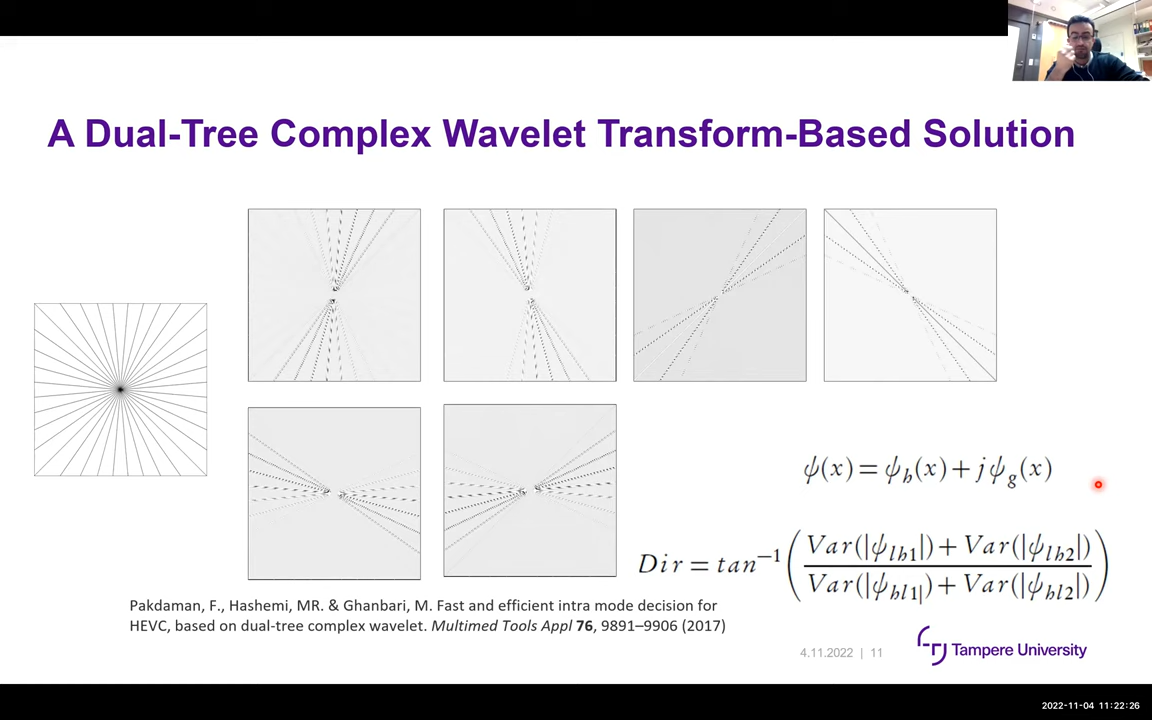 A Dual-Tree Complex Wavelet Transform-Based Solution
ψ(x) = ψ_h(x) + jψ_g(x)
Dir = tan⁻¹((Var(|ψ_lh1|) + Var(|ψ_lh2|)) / (Var(|ψ_hl1|) + Var(|ψ_hl2|)))
Pakdaman, F., Hashemi, MR. & Ghanbari, M. Fast and efficient intra mode decision for
HEVC, based on dual-tree complex wavelet. Multimed Tools Appl 76, 9891–9906 (2017)
4.11.2022 | 11
Tampere University
2022-11-04 11:22:26